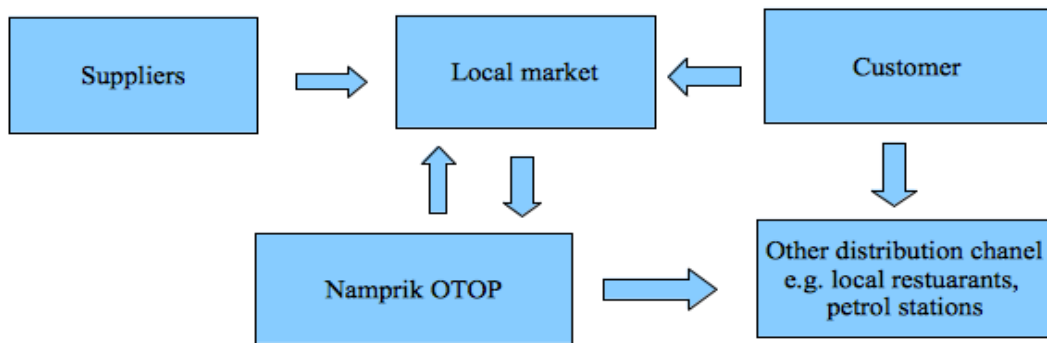 Suppliers
Local market
Customer
Namprik OTOP
Other distribution chanel
e.g. local restuarants,
petrol stations